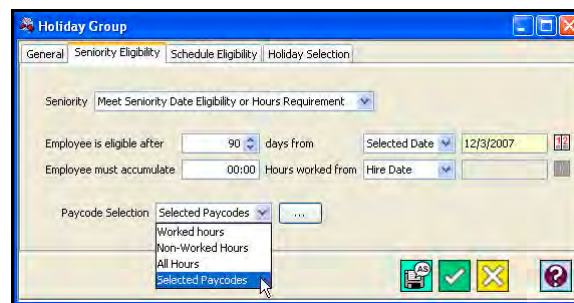 Holiday Group
General Seniority Eligibility Schedule Eligibility Holiday Selection
Seniority Meet Seniority Date Eligibility or Hours Requirement
Employee is eligible after 90 days from Selected Date 12/3/2007
Employee must accumulate 00:00 Hours worked from Hire Date
Paycode Selection Selected Paycodes ...
Worked hours
Non-Worked Hours
All Hours
Selected Paycodes
AS